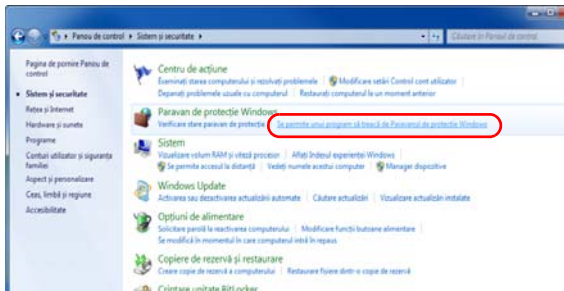 Panou de control ▸ Sistem și securitate ▸
Căutare în Panoul de control
Pagina de pornire Panou de
control
Sistem și securitate
Rețea și Internet
Hardware și sunete
Programe
Conturi utilizator și siguranța
familiei
Aspect și personalizare
Ceas, limbă și regiune
Accesibilitate
Centru de acțiune
Examinați starea computerului și rezolvați problemele | Modificare setări Control cont utilizator
Depanați problemele uzuale cu computerul | Restaurați computerul la un moment anterior
Paravan de protecție Windows
Verificare stare paravan de protecție | Se permite unui program să treacă de Paravanul de protecție Windows
Sistem
Vizualizare volum RAM și viteză procesor | Aflați Indexul experienței Windows
Se permite accesul la distanță | Vedeți numele acestui computer | Manager dispozitive
Windows Update
Activarea sau dezactivarea actualizării automate | Căutare actualizări | Vizualizare actualizări instalate
Opțiuni de alimentare
Solicitare parolă la reactivarea computerului | Modificare funcții butoane alimentare
Se modifică în momentul în care computerul intră în repaus
Copiere de rezervă și restaurare
Creare copie de rezervă a computerului | Restaurare fișiere dintr-o copie de rezervă
Criptare unitate BitLocker